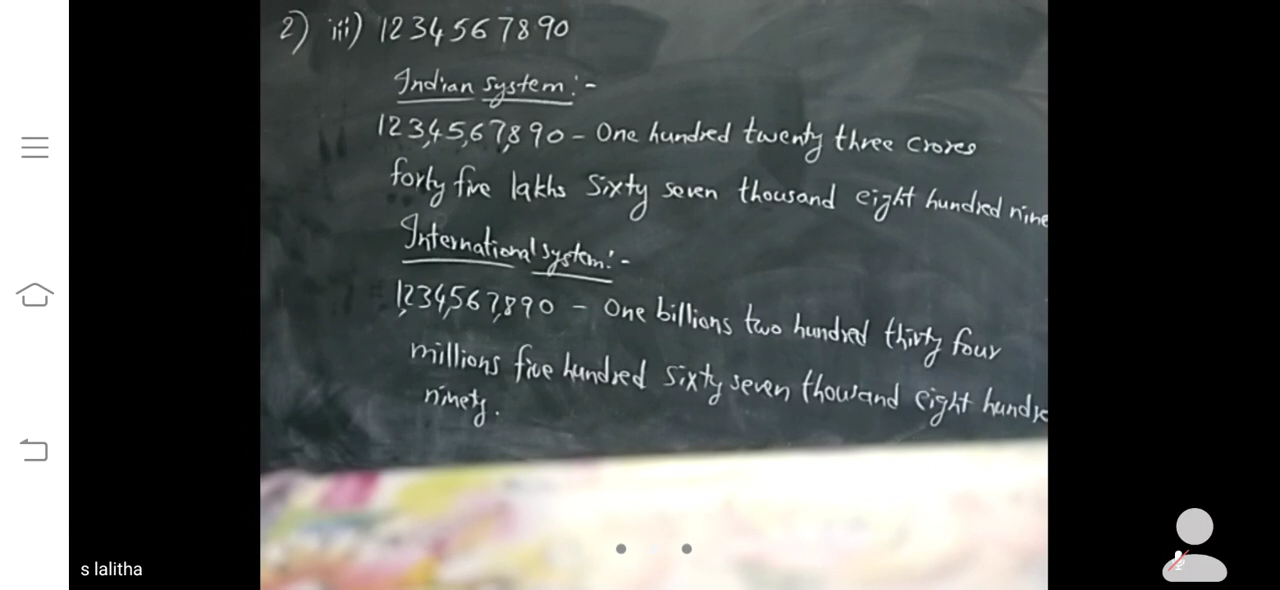 2) iii) 1234567890
Indian system:-
123,45,67,890 - One hundred twenty three crores
forty five lakhs sixty seven thousand eight hundred nine
International system:-
1,234,567,890 - One billions two hundred thirty four
millions five hundred sixty seven thousand eight hundre
ninety.
s lalitha